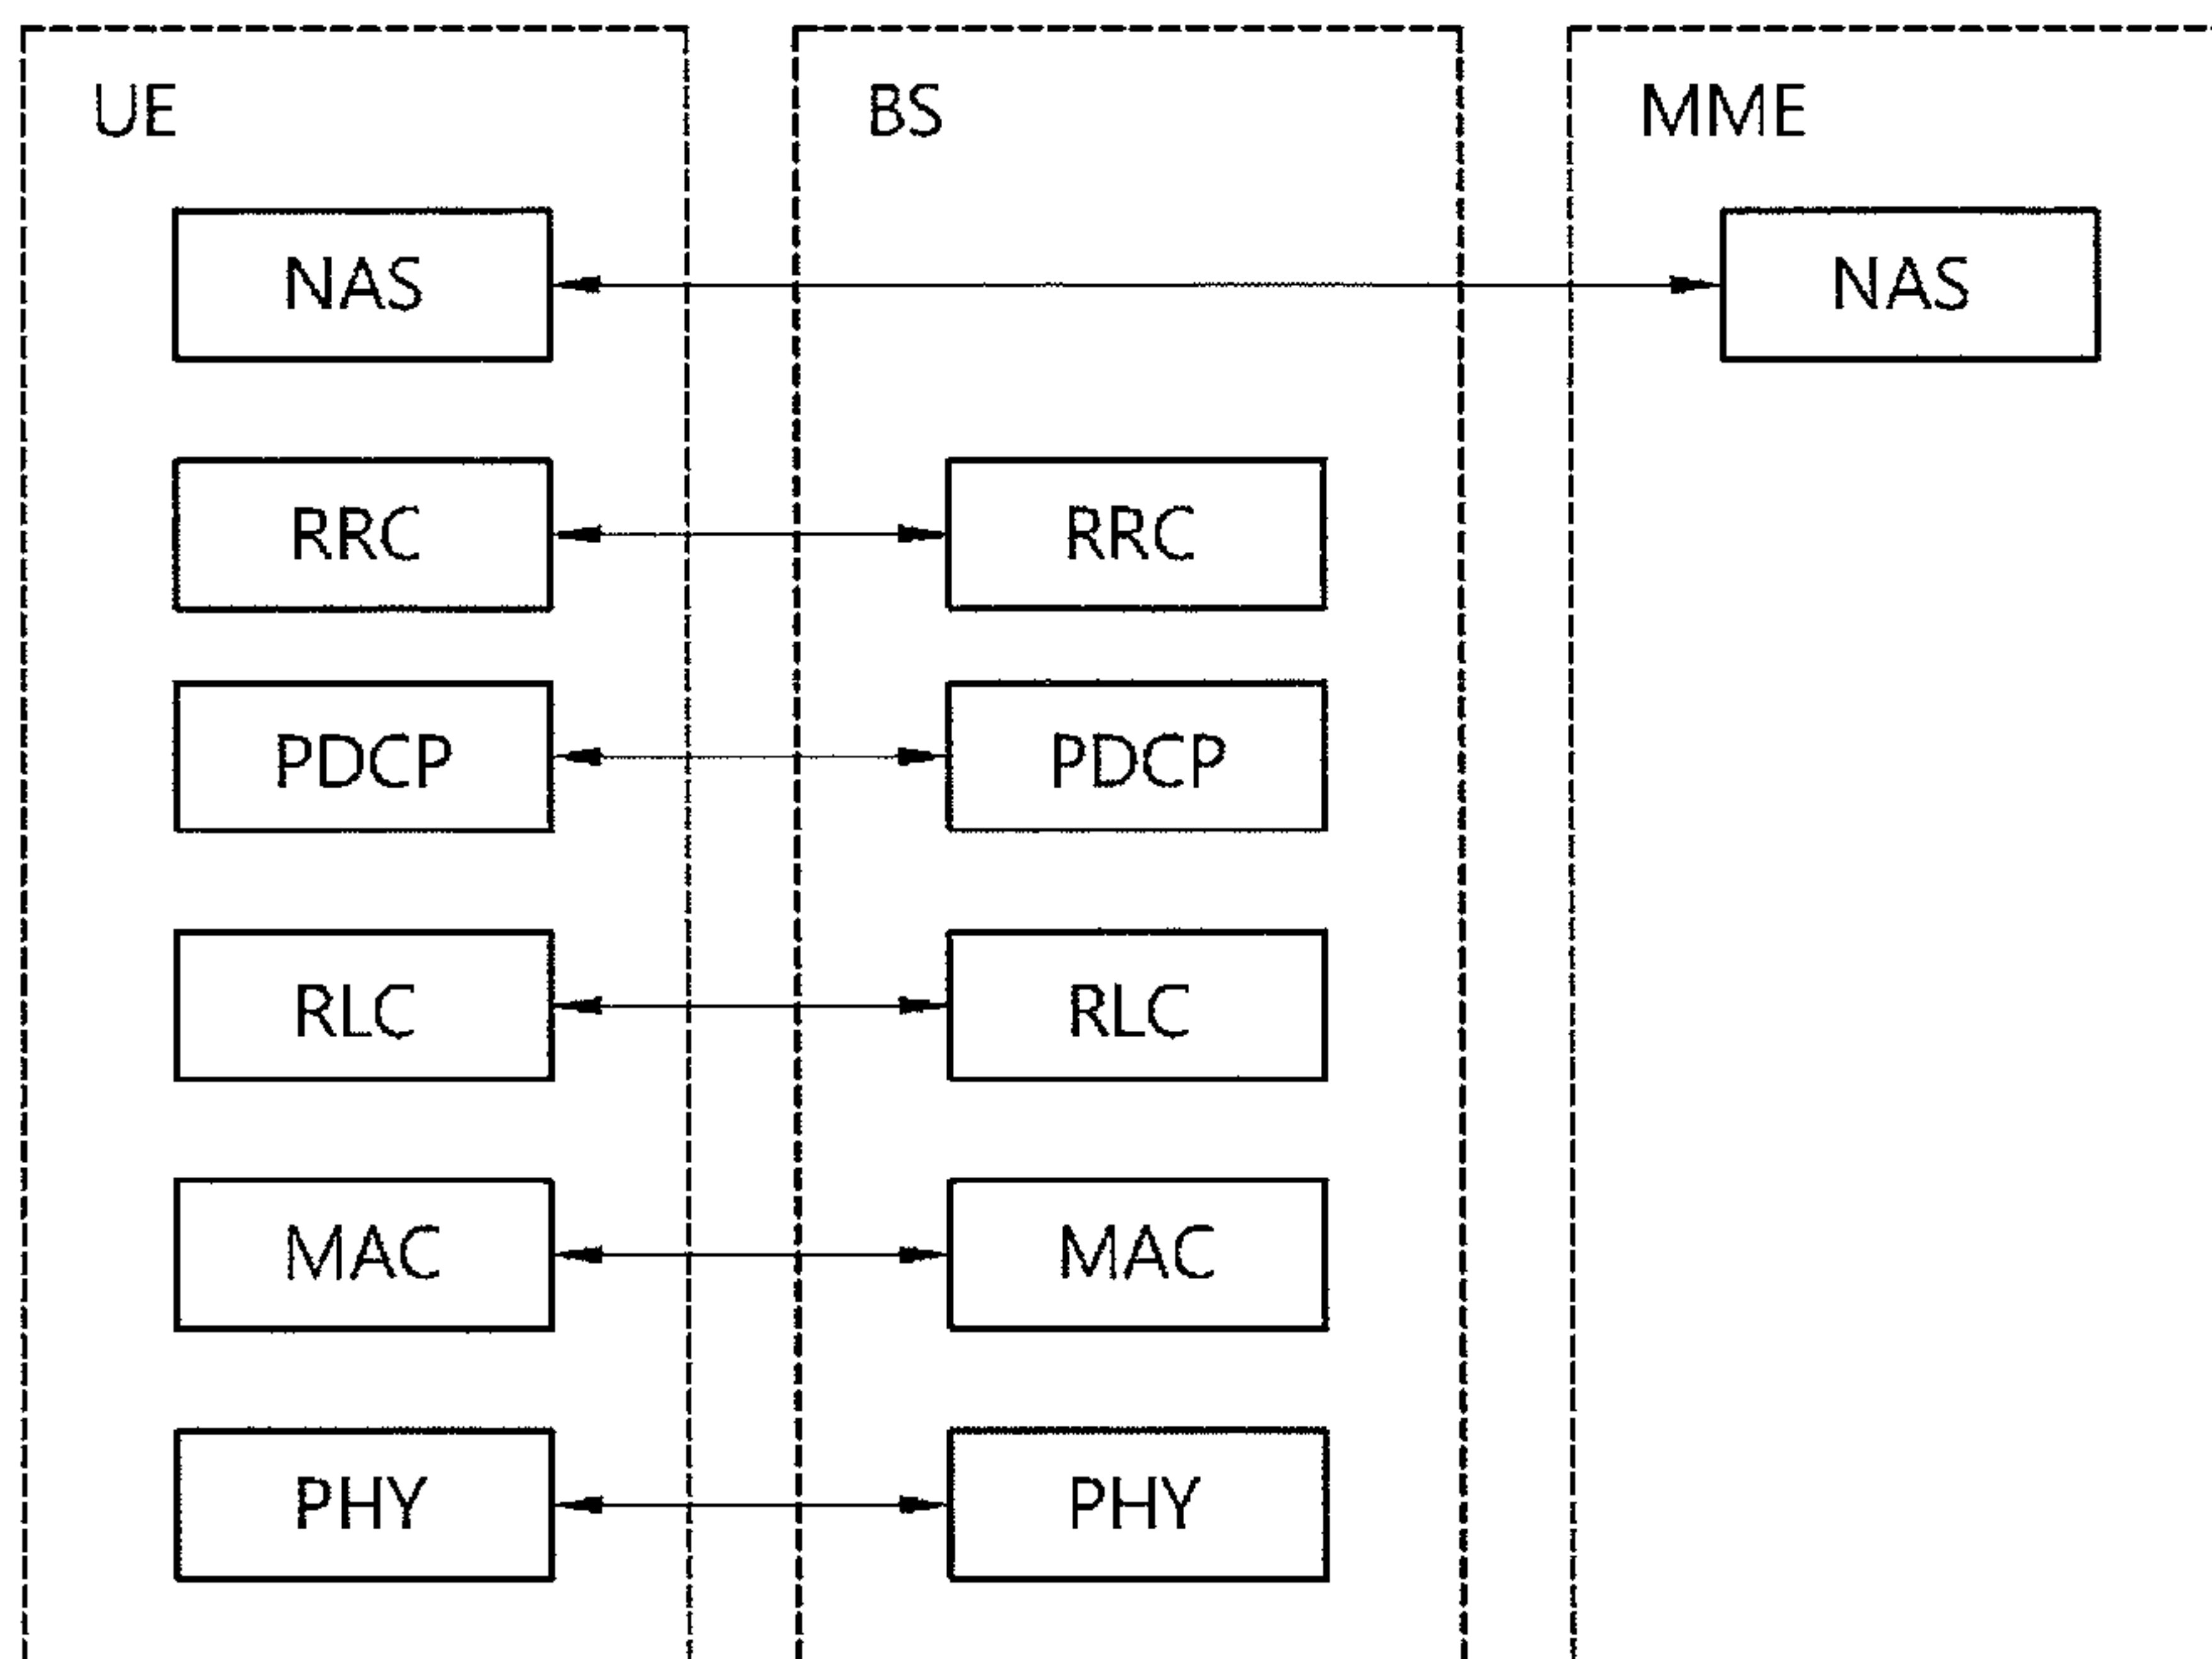 UE BS MME
NAS NAS
RRC RRC
PDCP PDCP
RLC RLC
MAC MAC
PHY PHY